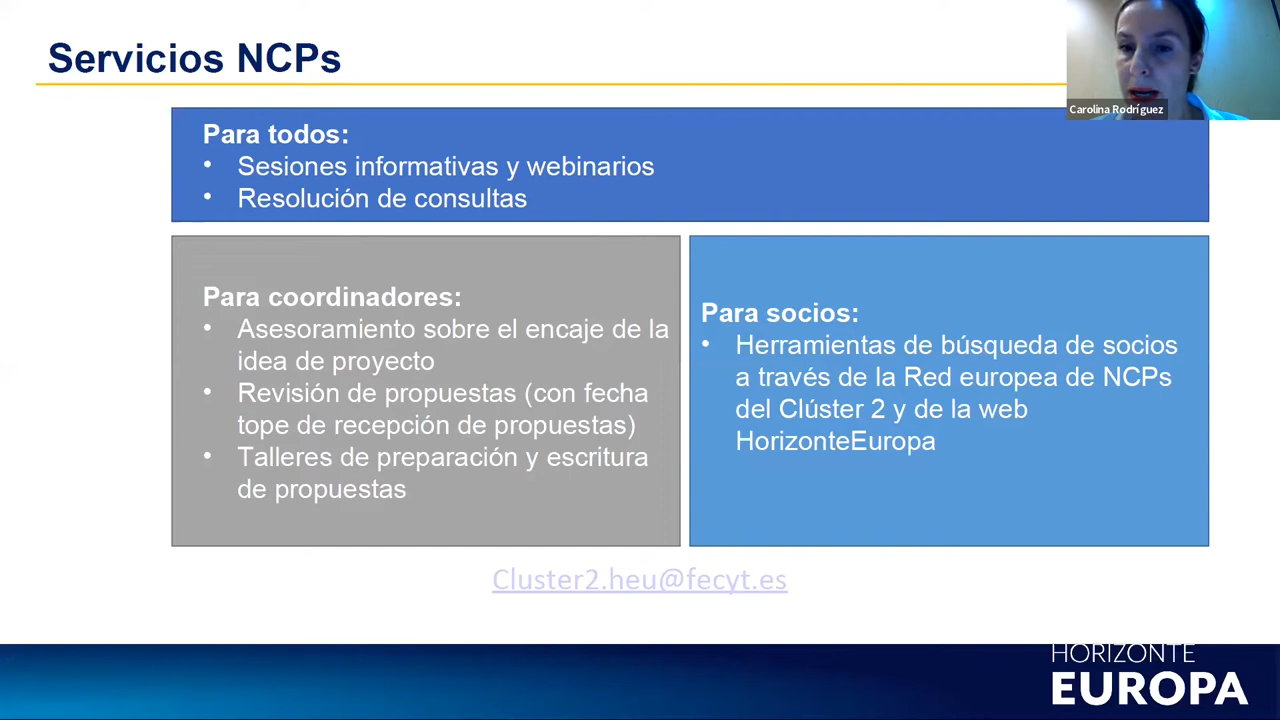 Servicios NCPs
Carolina Rodríguez
Para todos:
• Sesiones informativas y webinarios
• Resolución de consultas
Para coordinadores:
• Asesoramiento sobre el encaje de la
idea de proyecto
• Revisión de propuestas (con fecha
tope de recepción de propuestas)
• Talleres de preparación y escritura
de propuestas
Para socios:
• Herramientas de búsqueda de socios
a través de la Red europea de NCPs
del Clúster 2 y de la web
HorizonteEuropa
Cluster2.heu@fecyt.es
HORIZONTE
EUROPA